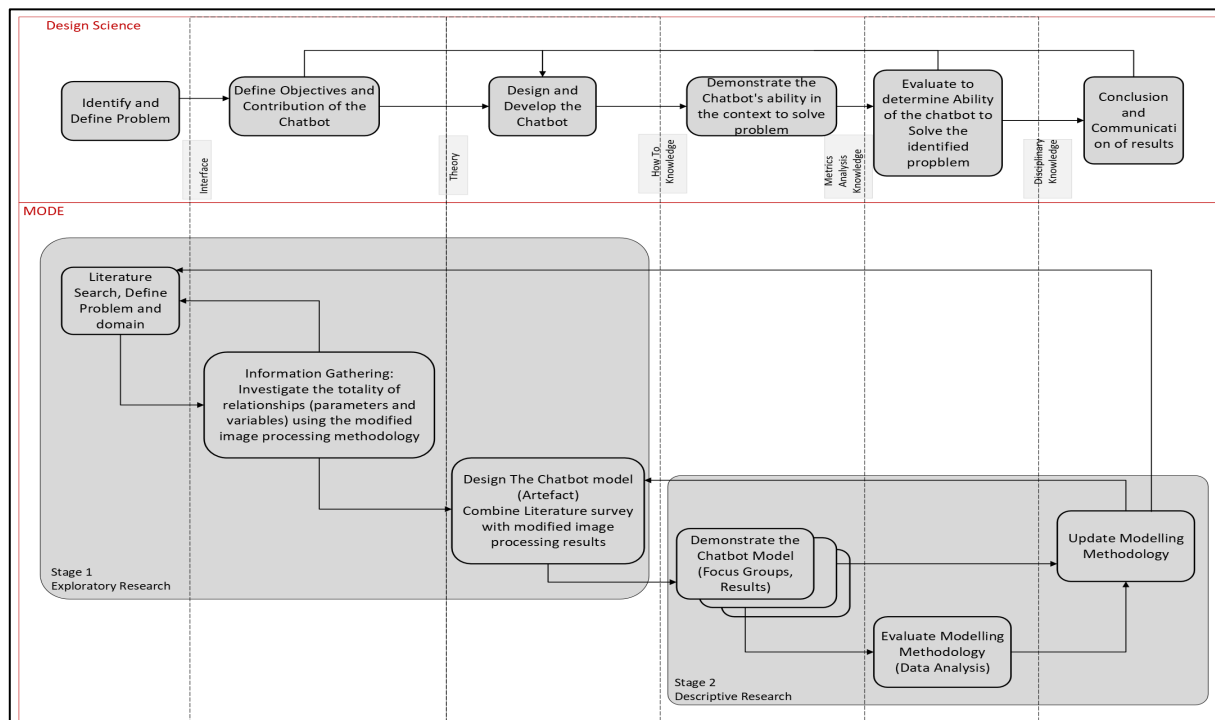 Design Science
Identify and
Define Problem
Define Objectives and
Contribution of the
Chatbot
Design and
Develop the
Chatbot
Demonstrate the
Chatbot's ability in
the context to solve
problem
Evaluate to
determine Ability
of the chatbot to
Solve the
identified propblem
Conclusion
and
Communicati
on of results
Interface
Theory
How To
Knowledge
Metrics
Analysis
Knowledge
Disciplinary
Knowledge
MODE
Literature
Search, Define
Problem and
domain
Information Gathering:
Investigate the totality of
relationships (parameters and
variables) using the modified
image processing methodology
Design The Chatbot model
(Artefact)
Combine Literature survey
with modified image
processing results
Stage 1
Exploratory Research
Demonstrate the
Chatbot Model
(Focus Groups,
Results)
Update Modelling
Methodology
Evaluate Modelling
Methodology
(Data Analysis)
Stage 2
Descriptive Research